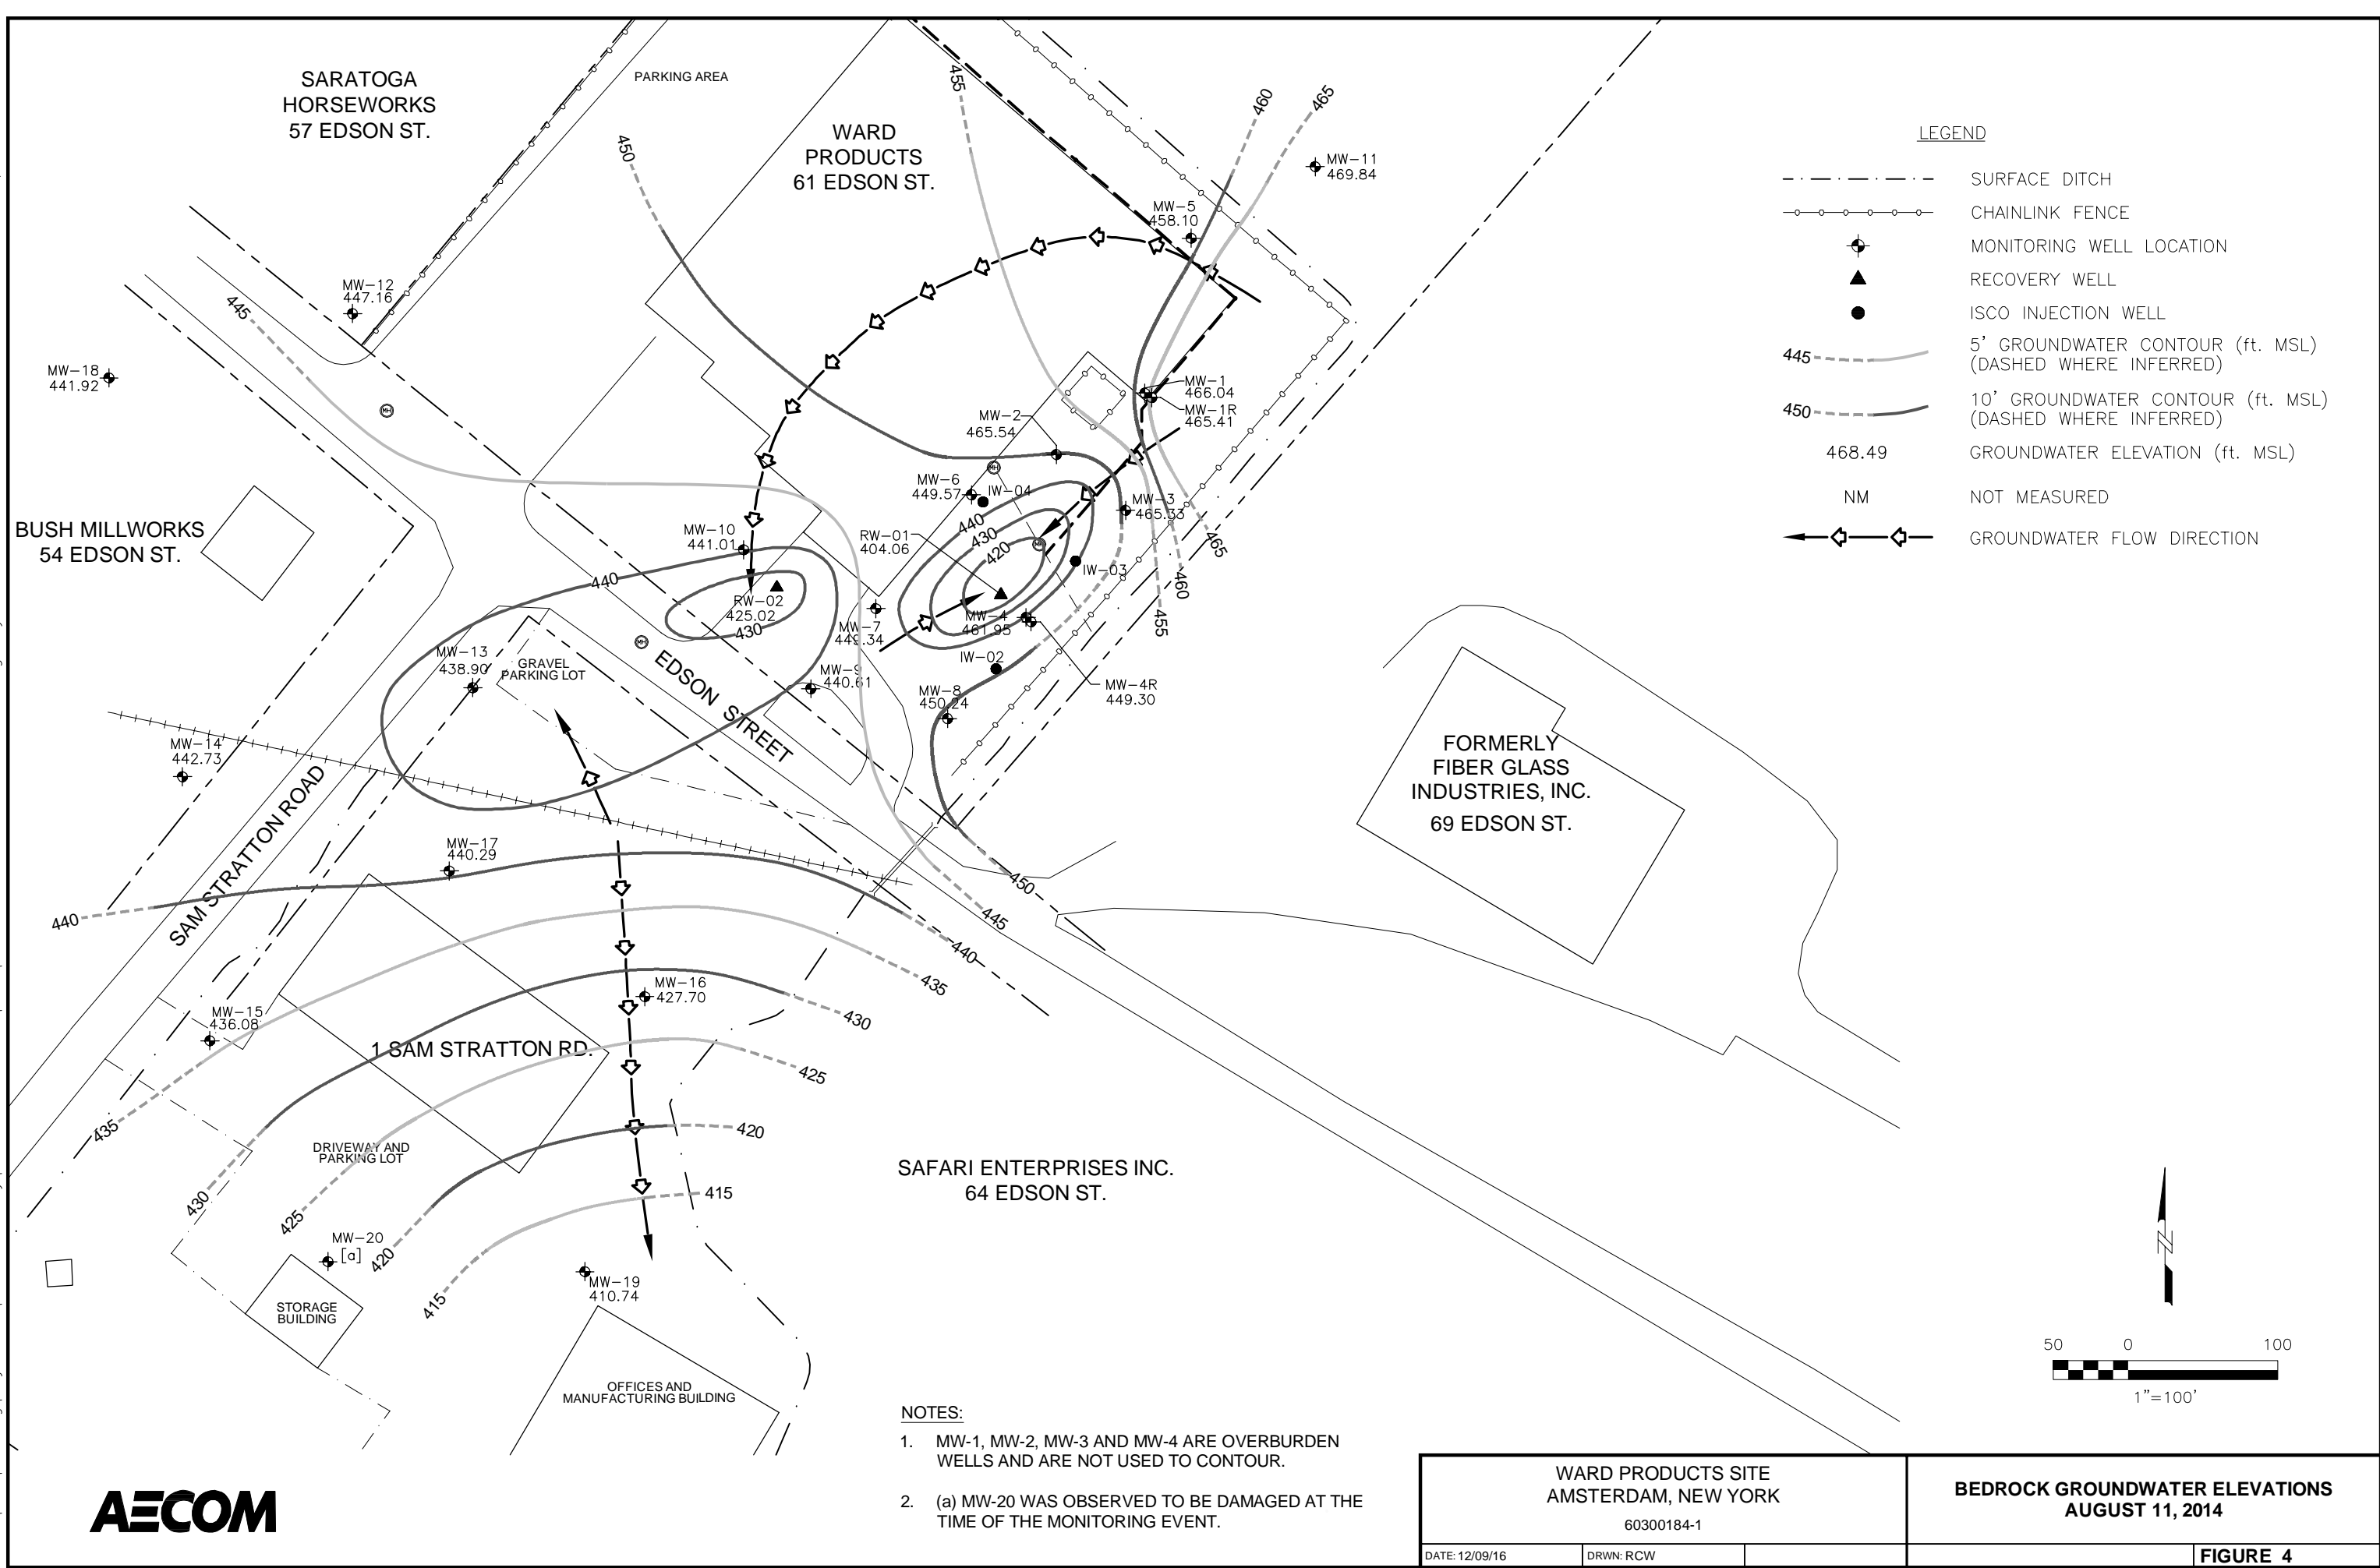 SARATOGA
HORSEWORKS
57 EDSON ST.
PARKING AREA
WARD
PRODUCTS
61 EDSON ST.
455
460
465
450
MW-11
469.84
MW-5
458.10
LEGEND
SURFACE DITCH
CHAINLINK FENCE
MONITORING WELL LOCATION
RECOVERY WELL
ISCO INJECTION WELL
445
5' GROUNDWATER CONTOUR (ft. MSL)
(DASHED WHERE INFERRED)
450
10' GROUNDWATER CONTOUR (ft. MSL)
(DASHED WHERE INFERRED)
468.49
GROUNDWATER ELEVATION (ft. MSL)
NM
NOT MEASURED
GROUNDWATER FLOW DIRECTION
MW-12
447.16
445
MW-18
441.92
MH
MW-1
466.04
MW-1R
465.41
MW-2
465.54
MH
MW-6
449.57
IW-04
MW-3
465.33
440
430
420
465
460
455
BUSH MILLWORKS
54 EDSON ST.
MW-10
441.01
RW-01
404.06
IW-03
440
RW-02
425.02
430
MW-7
449.34
MW-4
461.95
MH
MW-13
438.90
GRAVEL
PARKING LOT
EDSON STREET
MW-9
440.61
IW-02
MW-8
450.24
MW-4R
449.30
MW-14
442.73
SAM STRATTON ROAD
FORMERLY
FIBER GLASS
INDUSTRIES, INC.
69 EDSON ST.
MW-17
440.29
440
450
445
440
435
430
425
420
415
MW-16
427.70
MW-15
436.08
1 SAM STRATTON RD.
435
DRIVEWAY AND
PARKING LOT
430
425
420
415
SAFARI ENTERPRISES INC.
64 EDSON ST.
MW-20
[a]
STORAGE
BUILDING
MW-19
410.74
OFFICES AND
MANUFACTURING BUILDING
N
50 0 100
1"=100'
NOTES:
1. MW-1, MW-2, MW-3 AND MW-4 ARE OVERBURDEN
WELLS AND ARE NOT USED TO CONTOUR.
2. (a) MW-20 WAS OBSERVED TO BE DAMAGED AT THE
TIME OF THE MONITORING EVENT.
AECOM
WARD PRODUCTS SITE
AMSTERDAM, NEW YORK
60300184-1
BEDROCK GROUNDWATER ELEVATIONS
AUGUST 11, 2014
DATE: 12/09/16
DRWN: RCW
FIGURE 4